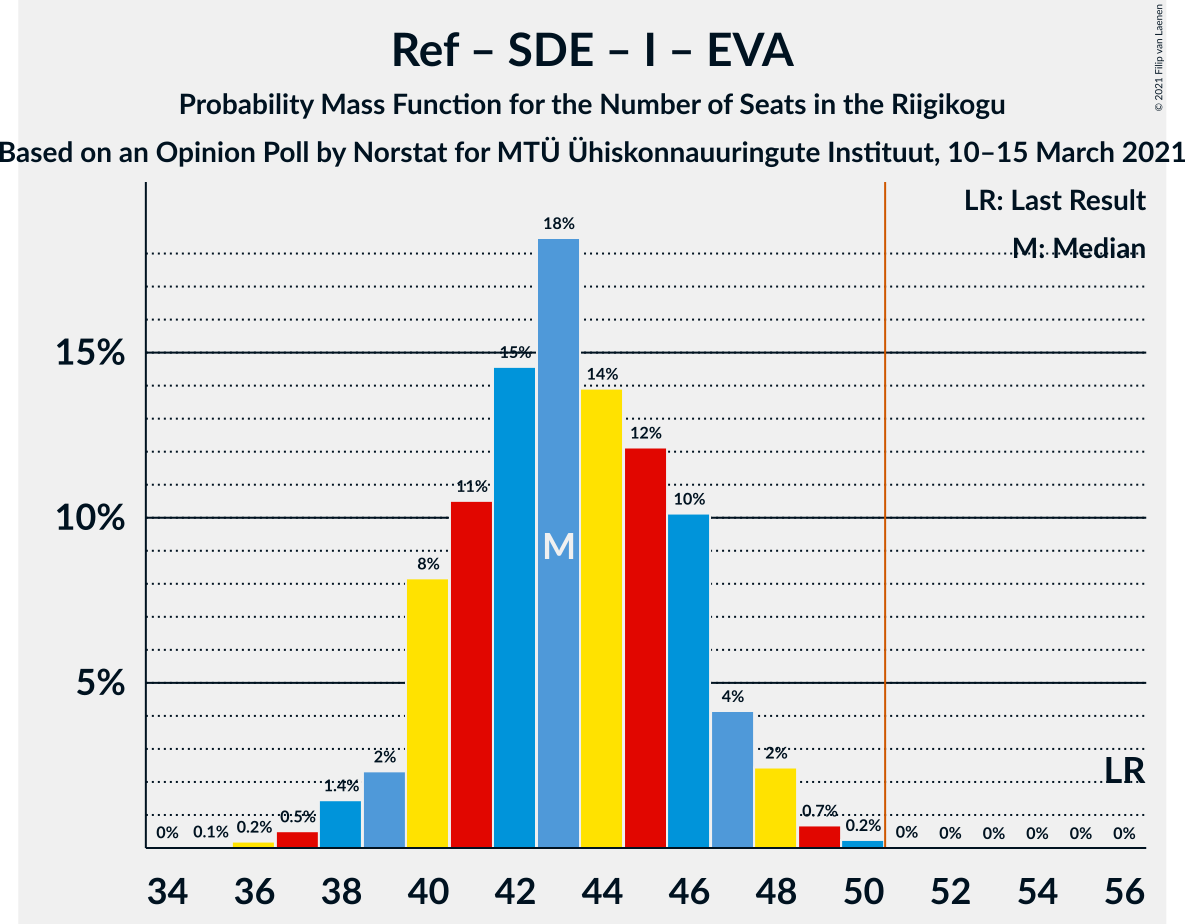 Ref – SDE – I – EVA
Probability Mass Function for the Number of Seats in the Riigikogu
Based on an Opinion Poll by Norstat for MTÜ Ühiskonnauuringute Instituut, 10–15 March 2021
© 2021 Filip van Laenen
LR: Last Result
M: Median
18%
15%
15%
14%
12%
11%
10%
10%
M
8%
5%
4%
2%
2%
LR
1.4%
0% 0.1% 0.2% 0.5% 0.7% 0.2% 0% 0% 0% 0% 0% 0%
34 36 38 40 42 44 46 48 50 52 54 56